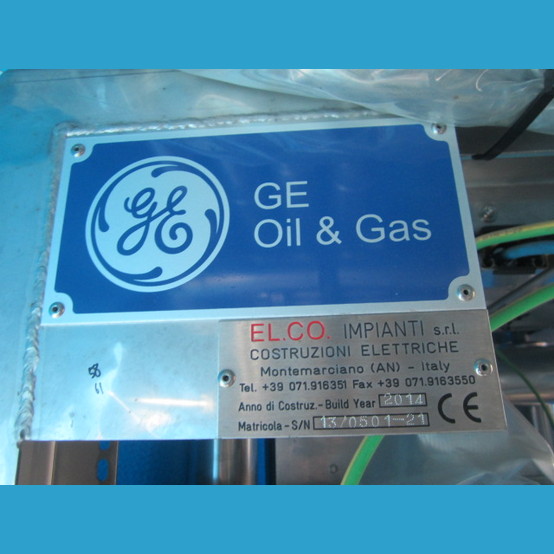 GE
GE
Oil & Gas
EL.CO. IMPIANTI s.r.l.
COSTRUZIONI ELETTRICHE
Montemarciano (AN) - Italy
Tel. +39 071.916351 Fax +39 071.9163550
Anno di Costruz.-Build Year 2014
Matricola-S/N 13/0501-21
CE